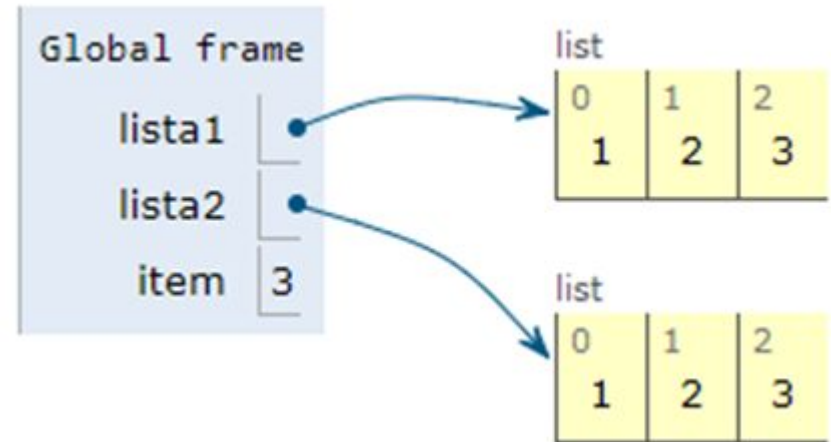 Global frame
lista1
lista2
item 3
list
0 1 2
1 2 3
list
0 1 2
1 2 3